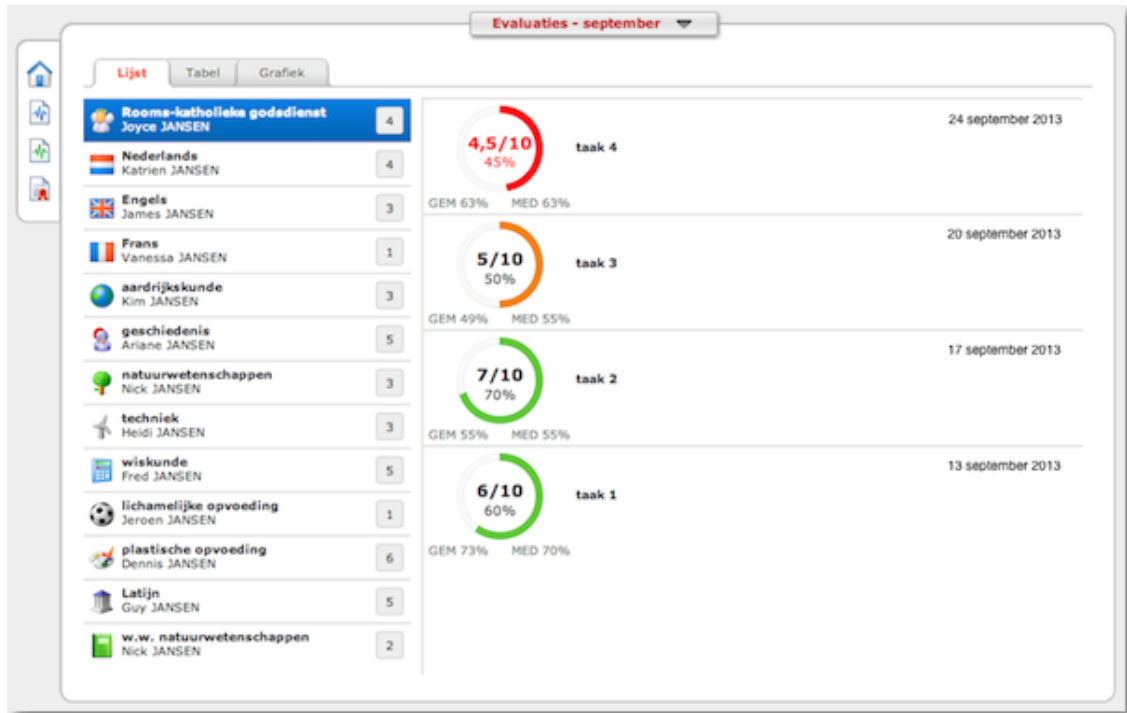 Evaluaties - september
Lijst
Tabel
Grafiek
Rooms-katholieke godsdienst
Joyce JANSEN
4
Nederlands
Katrien JANSEN
4
Engels
James JANSEN
3
Frans
Vanessa JANSEN
1
aardrijkskunde
Kim JANSEN
3
geschiedenis
Ariane JANSEN
5
natuurwetenschappen
Nick JANSEN
3
techniek
Heidi JANSEN
3
wiskunde
Fred JANSEN
5
lichamelijke opvoeding
Jeroen JANSEN
1
plastische opvoeding
Dennis JANSEN
6
Latijn
Guy JANSEN
5
w.w. natuurwetenschappen
Nick JANSEN
2
24 september 2013
4,5/10
45%
taak 4
GEM 63% MED 63%
20 september 2013
5/10
50%
taak 3
GEM 49% MED 55%
17 september 2013
7/10
70%
taak 2
GEM 55% MED 55%
13 september 2013
6/10
60%
taak 1
GEM 73% MED 70%